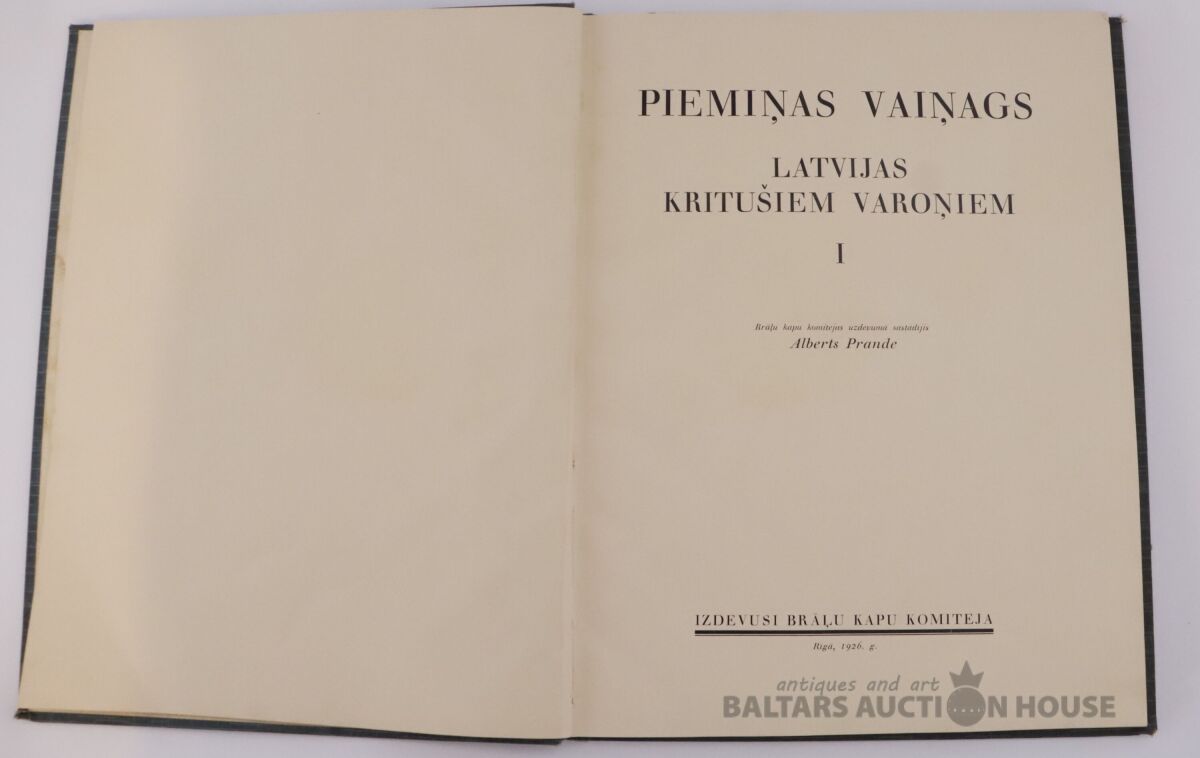 PIEMIŅAS VAIŅAGS
LATVIJAS
KRITUŠIEM VAROŅIEM
I
Brāļu kapu komitejas uzdevumā sastādījis
Alberts Prande
IZDEVUSI BRĀĻU KAPU KOMITEJA
Rīgā, 1926. g.
antiques and art
BALTARS AUCTION HOUSE